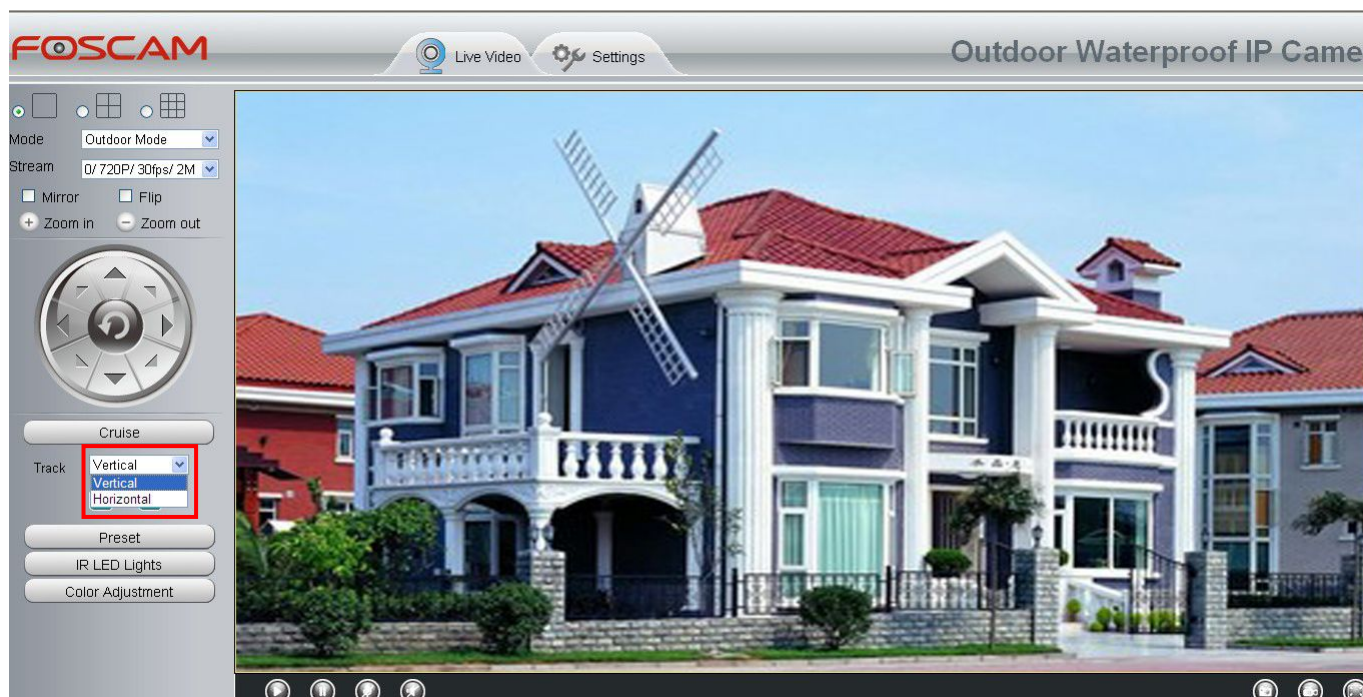 FOSCAM
Live Video
Settings
Outdoor Waterproof IP Came
Mode
Outdoor Mode
Stream
0/ 720P/ 30fps/ 2M
Mirror
Flip
Zoom in
Zoom out
Cruise
Track
Vertical
Vertical
Horizontal
Preset
IR LED Lights
Color Adjustment